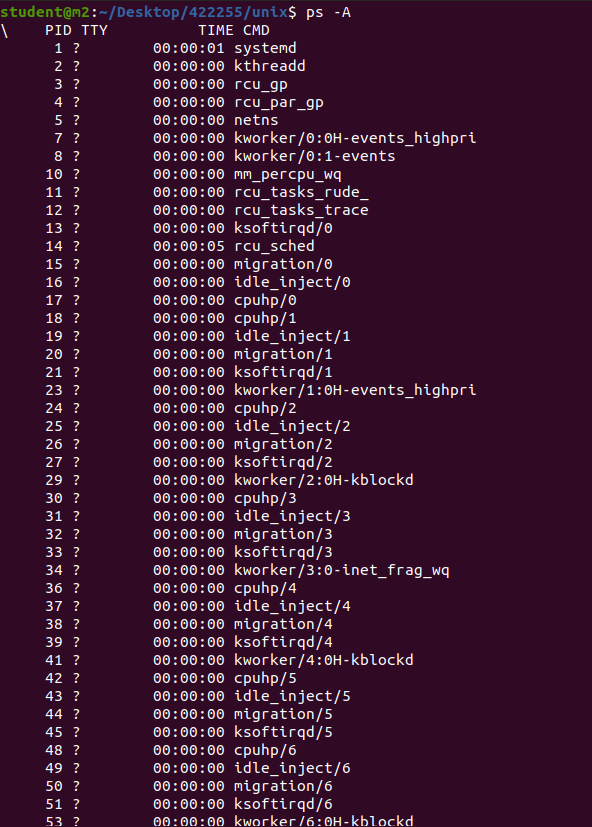 student@m2:~/Desktop/422255/unix$ ps -A
\    PID TTY          TIME CMD
      1 ?        00:00:01 systemd
      2 ?        00:00:00 kthreadd
      3 ?        00:00:00 rcu_gp
      4 ?        00:00:00 rcu_par_gp
      5 ?        00:00:00 netns
      7 ?        00:00:00 kworker/0:0H-events_highpri
      8 ?        00:00:00 kworker/0:1-events
     10 ?        00:00:00 mm_percpu_wq
     11 ?        00:00:00 rcu_tasks_rude_
     12 ?        00:00:00 rcu_tasks_trace
     13 ?        00:00:00 ksoftirqd/0
     14 ?        00:00:05 rcu_sched
     15 ?        00:00:00 migration/0
     16 ?        00:00:00 idle_inject/0
     17 ?        00:00:00 cpuhp/0
     18 ?        00:00:00 cpuhp/1
     19 ?        00:00:00 idle_inject/1
     20 ?        00:00:00 migration/1
     21 ?        00:00:00 ksoftirqd/1
     23 ?        00:00:00 kworker/1:0H-events_highpri
     24 ?        00:00:00 cpuhp/2
     25 ?        00:00:00 idle_inject/2
     26 ?        00:00:00 migration/2
     27 ?        00:00:00 ksoftirqd/2
     29 ?        00:00:00 kworker/2:0H-kblockd
     30 ?        00:00:00 cpuhp/3
     31 ?        00:00:00 idle_inject/3
     32 ?        00:00:00 migration/3
     33 ?        00:00:00 ksoftirqd/3
     34 ?        00:00:00 kworker/3:0-inet_frag_wq
     36 ?        00:00:00 cpuhp/4
     37 ?        00:00:00 idle_inject/4
     38 ?        00:00:00 migration/4
     39 ?        00:00:00 ksoftirqd/4
     41 ?        00:00:00 kworker/4:0H-kblockd
     42 ?        00:00:00 cpuhp/5
     43 ?        00:00:00 idle_inject/5
     44 ?        00:00:00 migration/5
     45 ?        00:00:00 ksoftirqd/5
     48 ?        00:00:00 cpuhp/6
     49 ?        00:00:00 idle_inject/6
     50 ?        00:00:00 migration/6
     51 ?        00:00:00 ksoftirqd/6
     53 ?        00:00:00 kworker/6:0H-kblockd